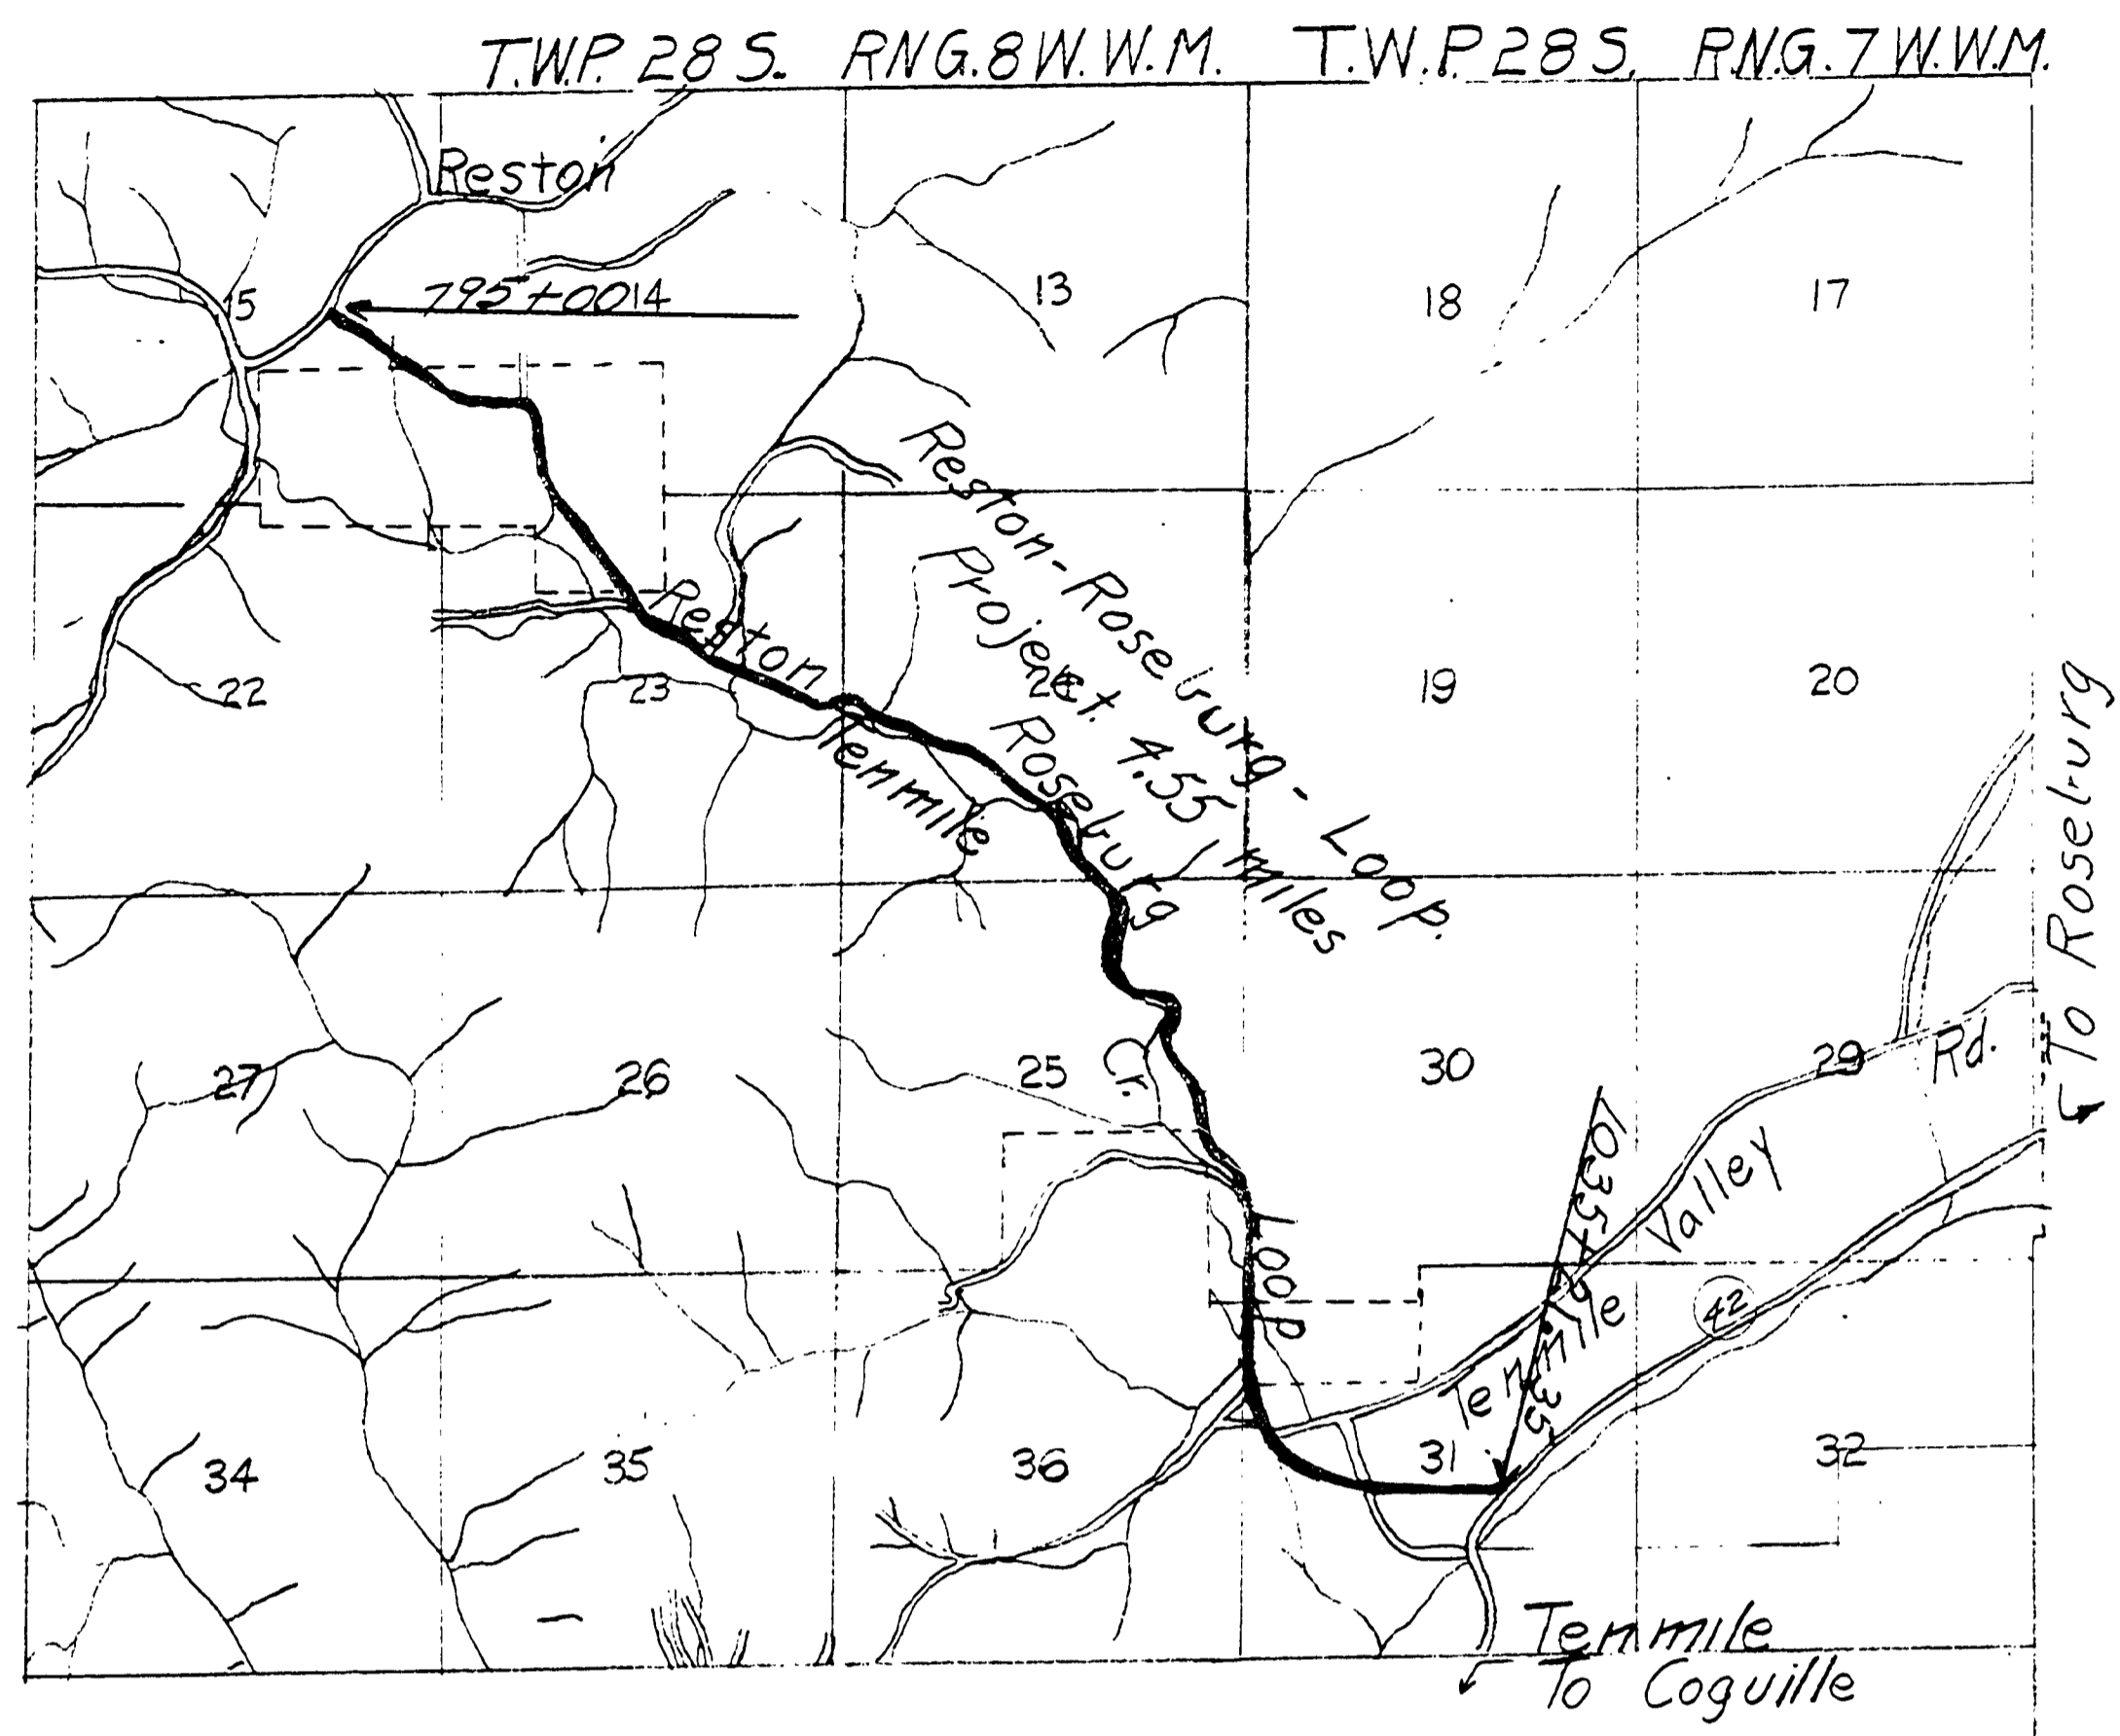 T.W.P. 28 S. RNG. 8 W. W.M. T.W.P. 28 S. RNG. 7 W.W.M.
Reston
795+00
14
15
13
18
17
Reston-Roseburg-Loop.
Project. 4.55 miles
Reston Roseburg Loop
Tenmile Cr.
22
23
24
19
20
To Roseburg
27
26
25
30
29
Tenmile Valley Rd.
42
34
35
36
31
32
Tenmile
To Coquille